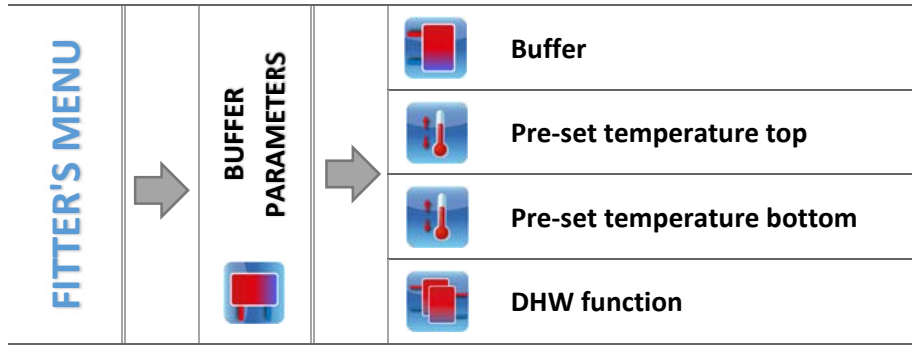 FITTER'S MENU
BUFFER
PARAMETERS
Buffer
Pre-set temperature top
Pre-set temperature bottom
DHW function